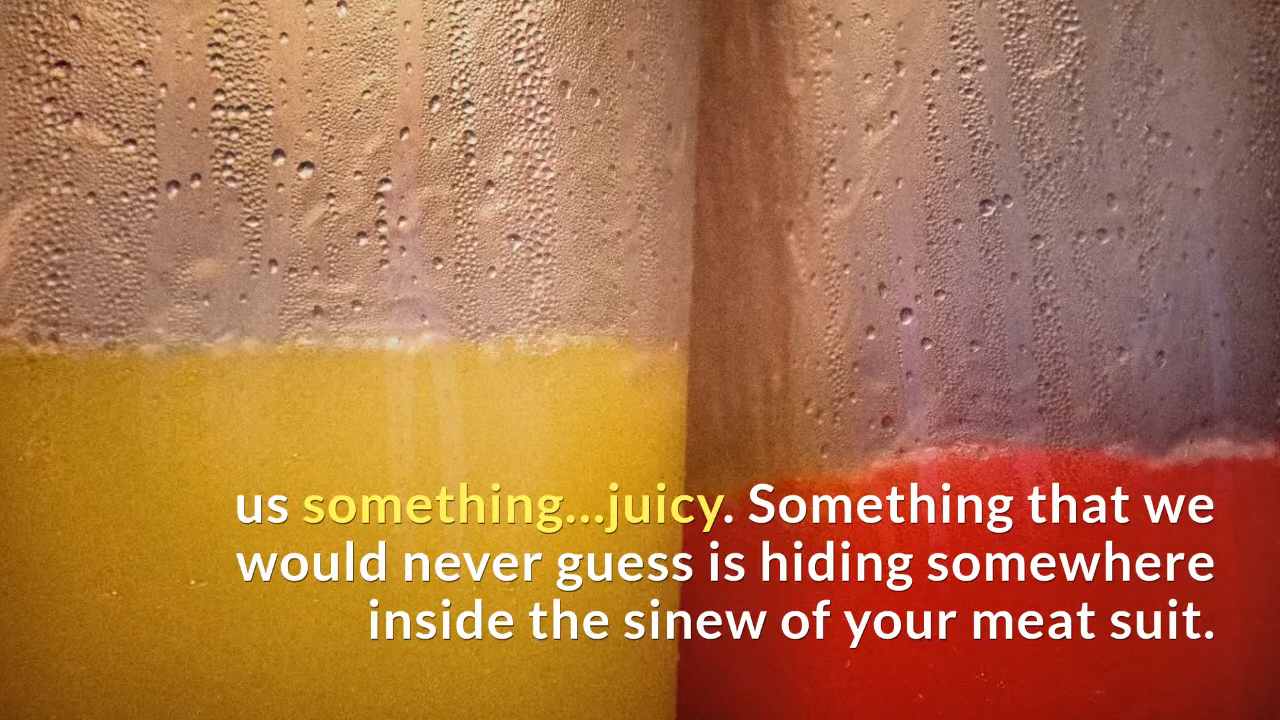 us something...juicy. Something that we
would never guess is hiding somewhere
inside the sinew of your meat suit.